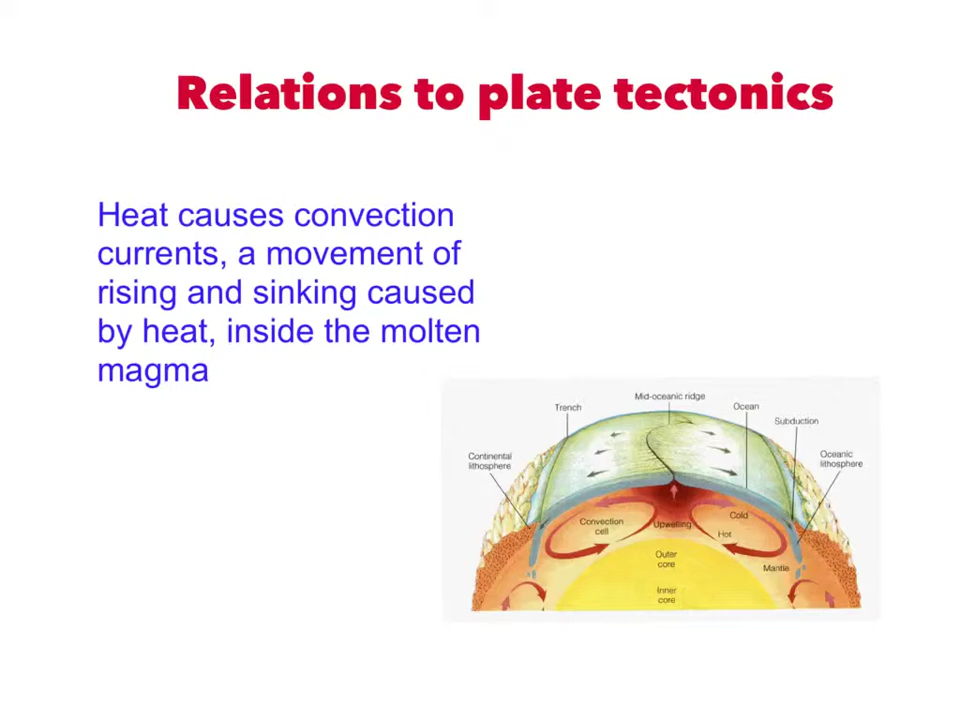 Relations to plate tectonics
Heat causes convection
currents, a movement of
rising and sinking caused
by heat, inside the molten
magma
Mid-oceanic ridge
Trench
Ocean
Subduction
Continental
lithosphere
Oceanic
lithosphere
Convection
cell
Upwelling
Cold
Hot
Outer
core
Mantle
Inner
core